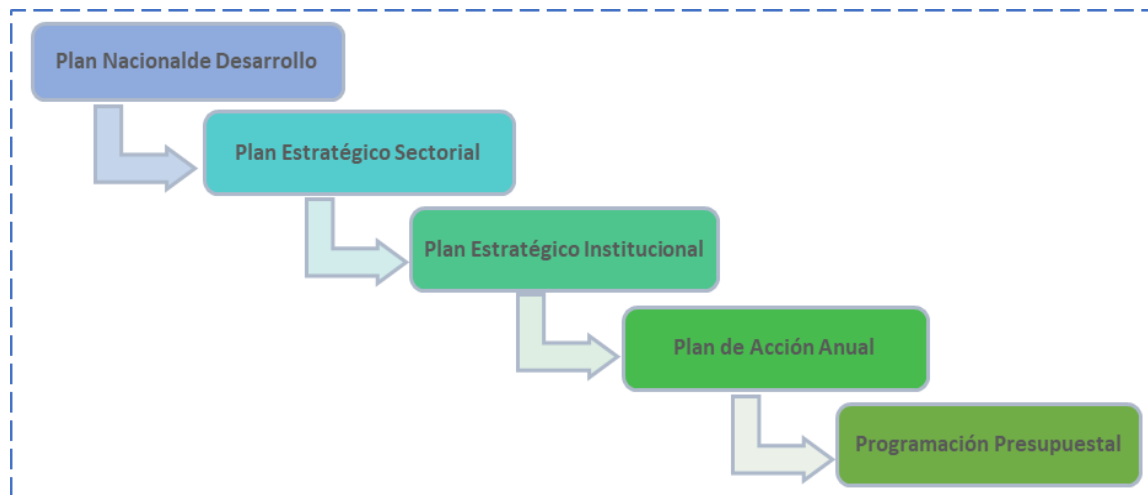 Plan Nacionalde Desarrollo
Plan Estratégico Sectorial
Plan Estratégico Institucional
Plan de Acción Anual
Programación Presupuestal